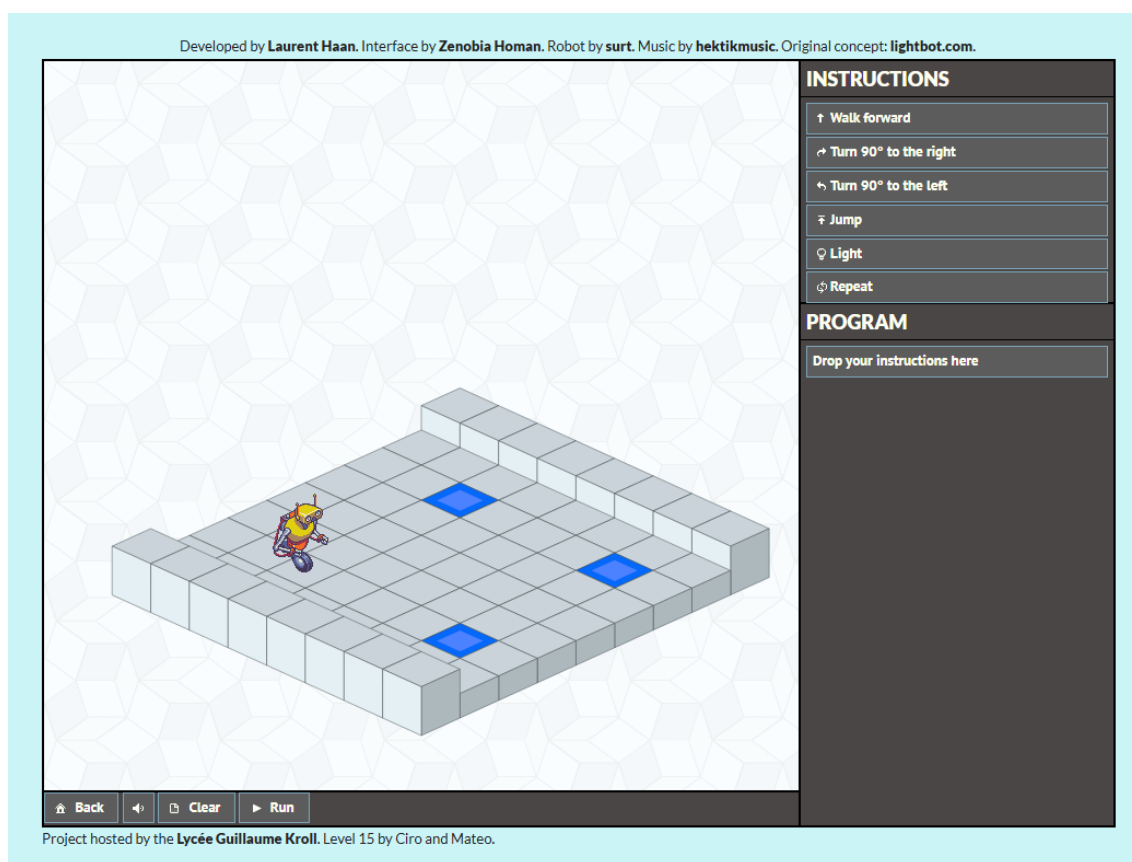 Developed by Laurent Haan. Interface by Zenobia Homan. Robot by surt. Music by hektikmusic. Original concept: lightbot.com.
INSTRUCTIONS
Walk forward
Turn 90° to the right
Turn 90° to the left
Jump
Light
Repeat
PROGRAM
Drop your instructions here
Back
Clear
Run
Project hosted by the Lycée Guillaume Kroll. Level 15 by Ciro and Mateo.